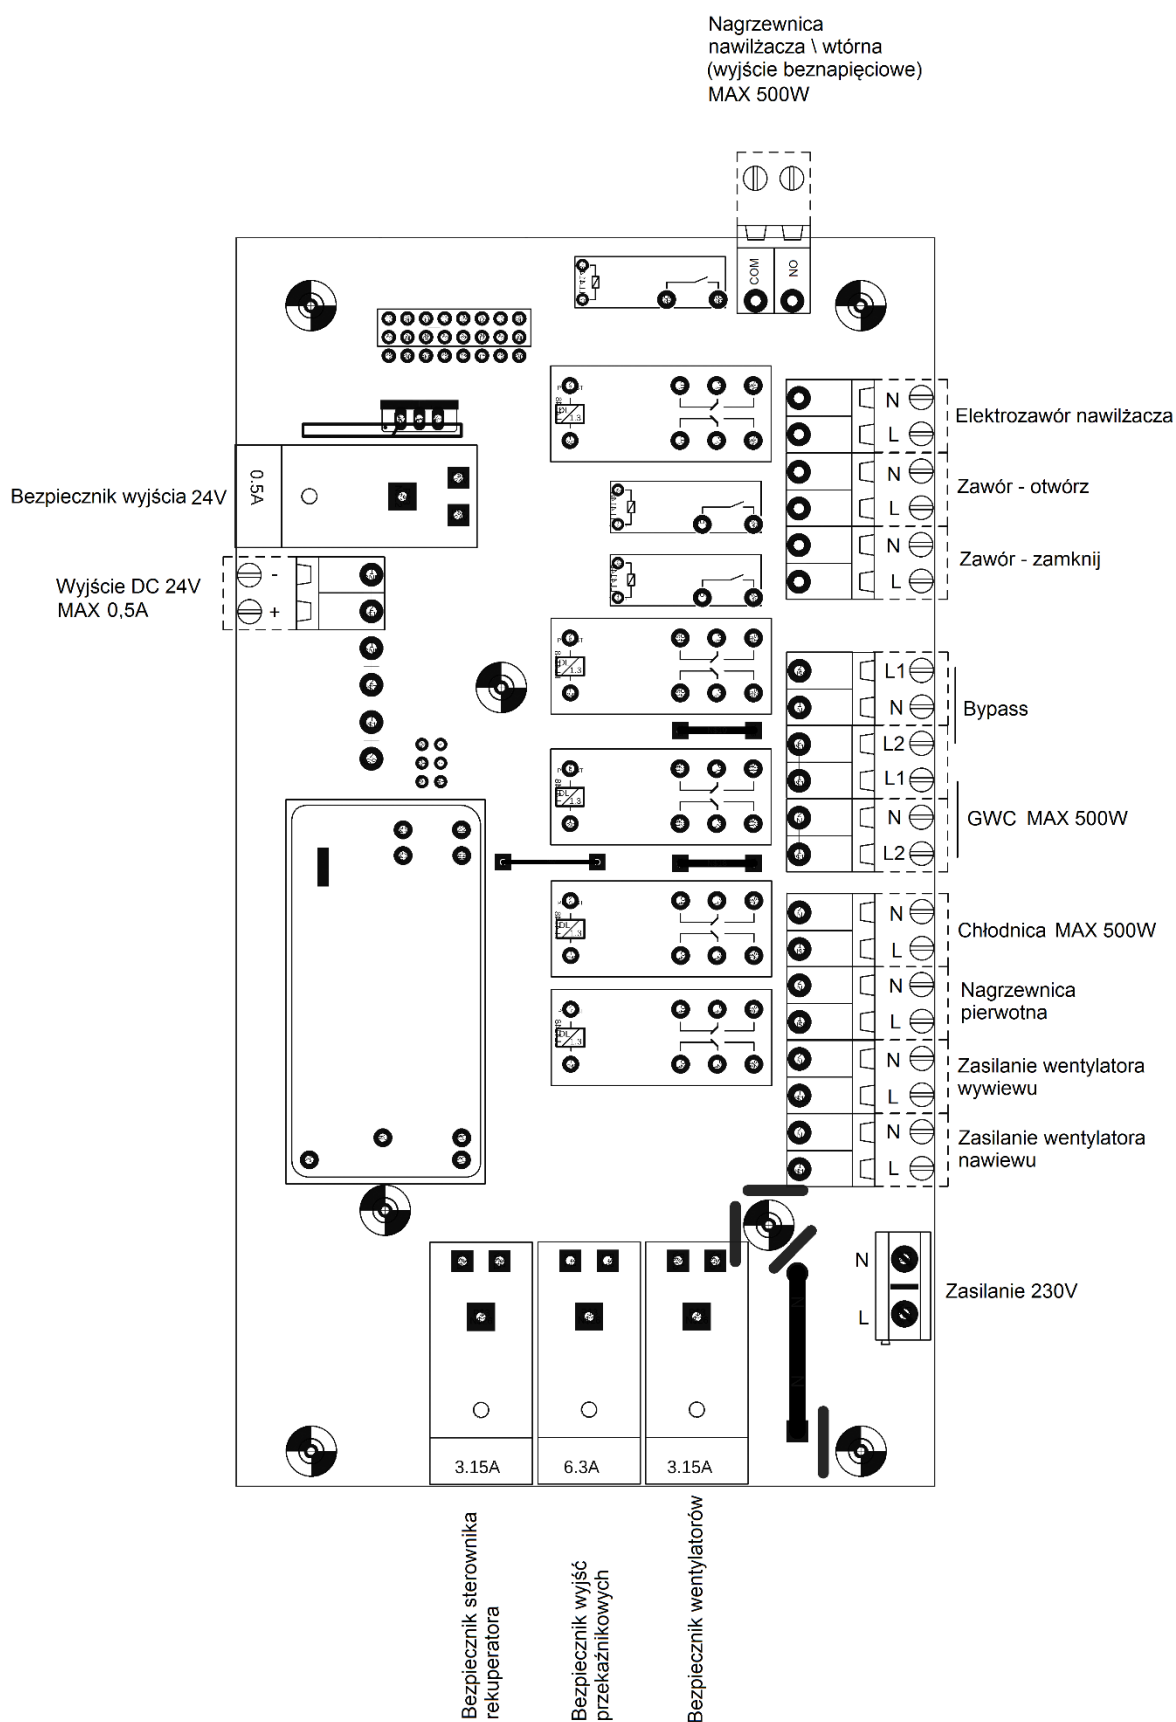 Nagrzewnica
nawilżacza \ wtórna
(wyjście beznapięciowe)
MAX 500W
COM
NO
N
L
Elektrozawór nawilżacza
N
L
Zawór - otwórz
N
L
Zawór - zamknij
0.5A
Bezpiecznik wyjścia 24V
Wyjście DC 24V
MAX 0,5A
-
+
L1
N
L2
Bypass
L1
N
L2
GWC MAX 500W
N
L
Chłodnica MAX 500W
N
L
Nagrzewnica
pierwotna
N
L
Zasilanie wentylatora
wywiewu
N
L
Zasilanie wentylatora
nawiewu
N
L
Zasilanie 230V
3.15A
6.3A
3.15A
Bezpiecznik sterownika
rekuperatora
Bezpiecznik wyjść
przekaźnikowych
Bezpiecznik wentylatorów